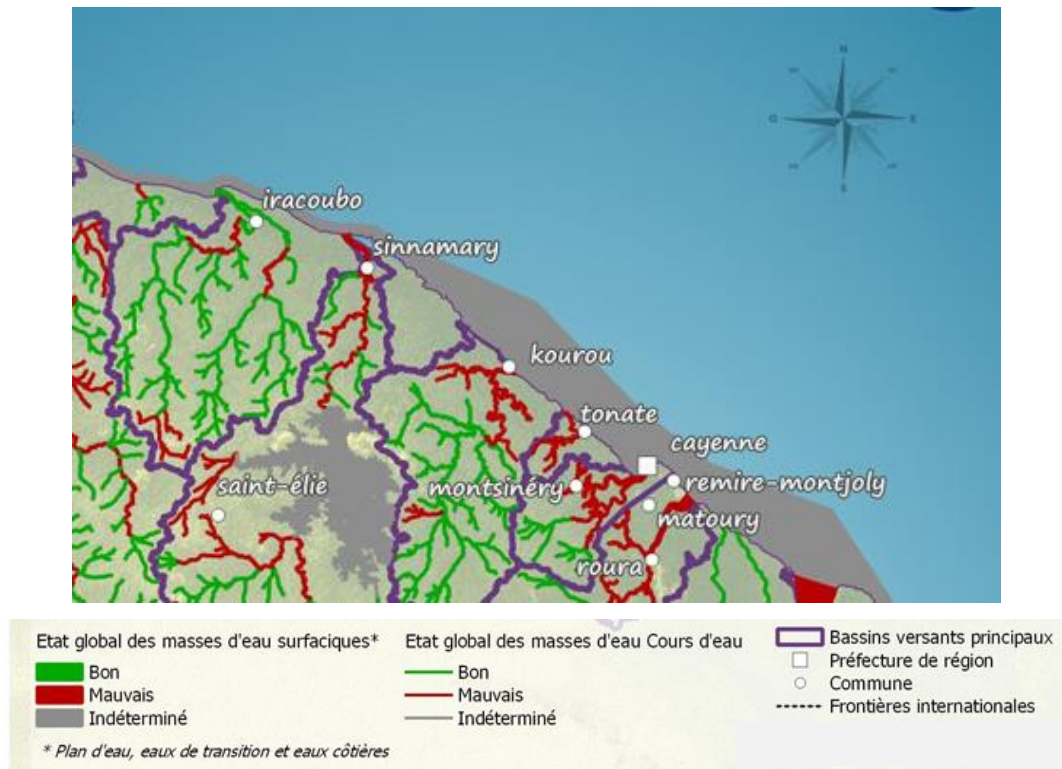 N
O
E
S
iracoubo
sinnamary
kourou
tonate
cayenne
saint-élie
montsinéry
remire-montjoly
matoury
roura
Etat global des masses d'eau surfaciques*
Bon
Mauvais
Indéterminé
* Plan d'eau, eaux de transition et eaux côtières
Etat global des masses d'eau Cours d'eau
Bon
Mauvais
Indéterminé
Bassins versants principaux
Préfecture de région
Commune
Frontières internationales